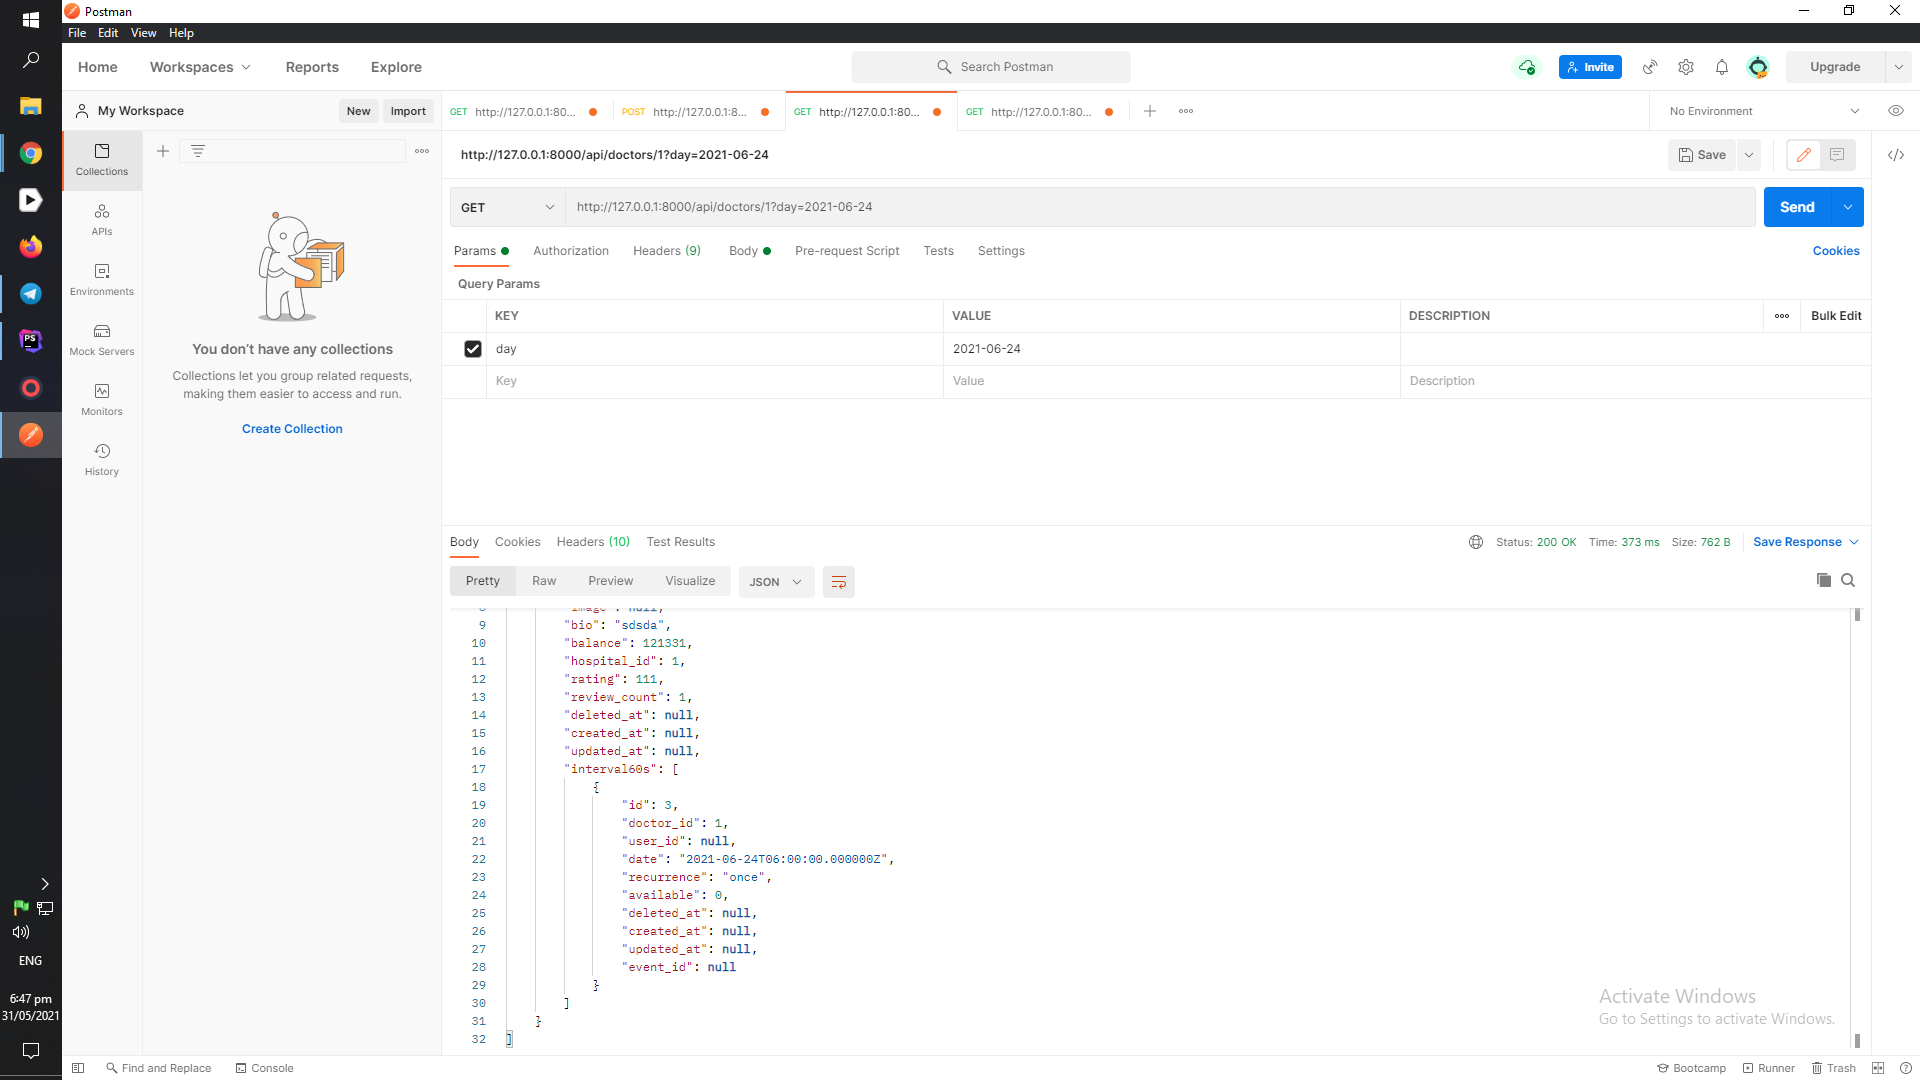 Postman
File Edit View Help
Home Workspaces Reports Explore
Search Postman
Invite
Upgrade
My Workspace
New Import
GET http://127.0.0.1:80... POST http://127.0.0.1:8... GET http://127.0.0.1:80... GET http://127.0.0.1:80...
No Environment
Collections
APIs
Environments
Mock Servers
Monitors
History
You don't have any collections
Collections let you group related requests,
making them easier to access and run.
Create Collection
http://127.0.0.1:8000/api/doctors/1?day=2021-06-24
Save
GET http://127.0.0.1:8000/api/doctors/1?day=2021-06-24
Send
Params Authorization Headers (9) Body Pre-request Script Tests Settings
Cookies
Query Params
KEY VALUE DESCRIPTION Bulk Edit
day 2021-06-24
Key Value Description
Body Cookies Headers (10) Test Results
Status: 200 OK Time: 373 ms Size: 762 B Save Response
Pretty Raw Preview Visualize JSON
8 "image": null,
9 "bio": "sdsda",
10 "balance": 121331,
11 "hospital_id": 1,
12 "rating": 111,
13 "review_count": 1,
14 "deleted_at": null,
15 "created_at": null,
16 "updated_at": null,
17 "interval60s": [
18 {
19 "id": 3,
20 "doctor_id": 1,
21 "user_id": null,
22 "date": "2021-06-24T06:00:00.000000Z",
23 "recurrence": "once",
24 "available": 0,
25 "deleted_at": null,
26 "created_at": null,
27 "updated_at": null,
28 "event_id": null
29 }
30 ]
31 }
32 ]
Activate Windows
Go to Settings to activate Windows.
PS
ENG
6:47 pm
31/05/2021
Find and Replace Console
Bootcamp Runner Trash